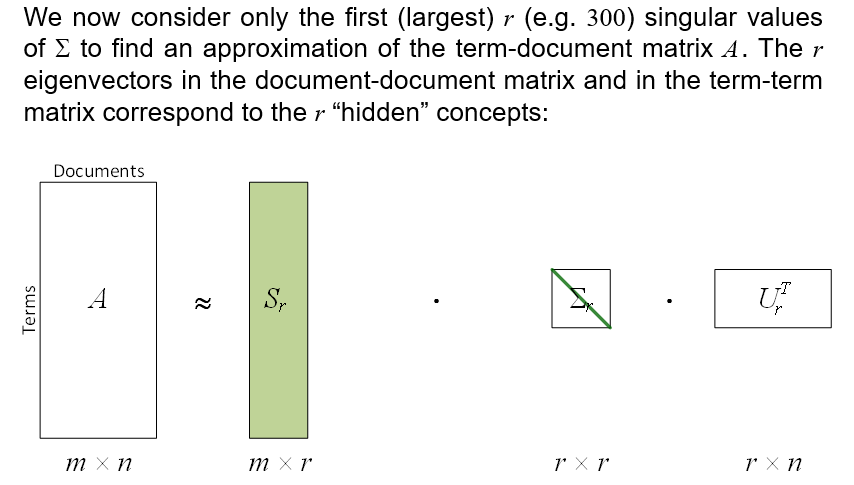 We now consider only the first (largest) r (e.g. 300) singular values
of Σ to find an approximation of the term-document matrix A. The r
eigenvectors in the document-document matrix and in the term-term
matrix correspond to the r “hidden” concepts:
Documents
Terms
A
≈
S_r
·
Σ_r
·
U_r^T
m × n
m × r
r × r
r × n